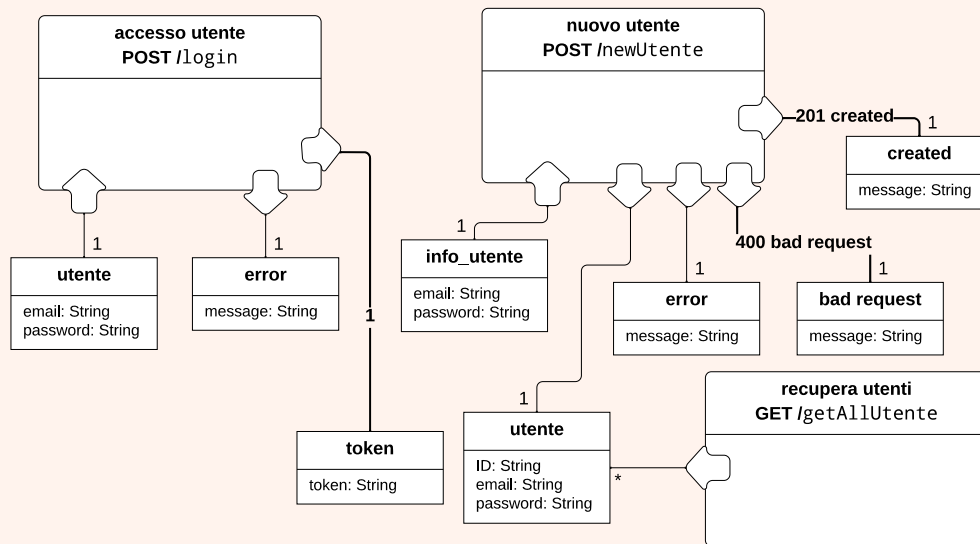 accesso utente
POST /login
nuovo utente
POST /newUtente
201 created
1
created
message: String
1
utente
email: String
password: String
1
error
message: String
1
token
token: String
1
info_utente
email: String
password: String
1
error
message: String
400 bad request
1
bad request
message: String
1
utente
ID: String
email: String
password: String
*
recupera utenti
GET /getAllUtente